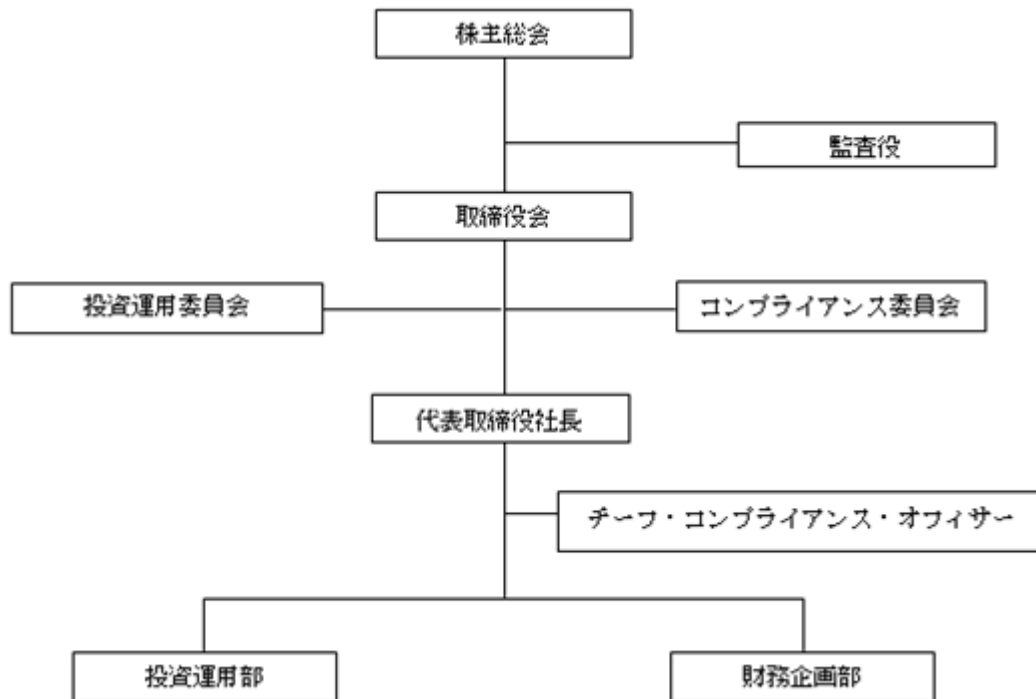 株主総会
監査役
取締役会
投資運用委員会
コンプライアンス委員会
代表取締役社長
チーフ・コンプライアンス・オフィサー
投資運用部
財務企画部